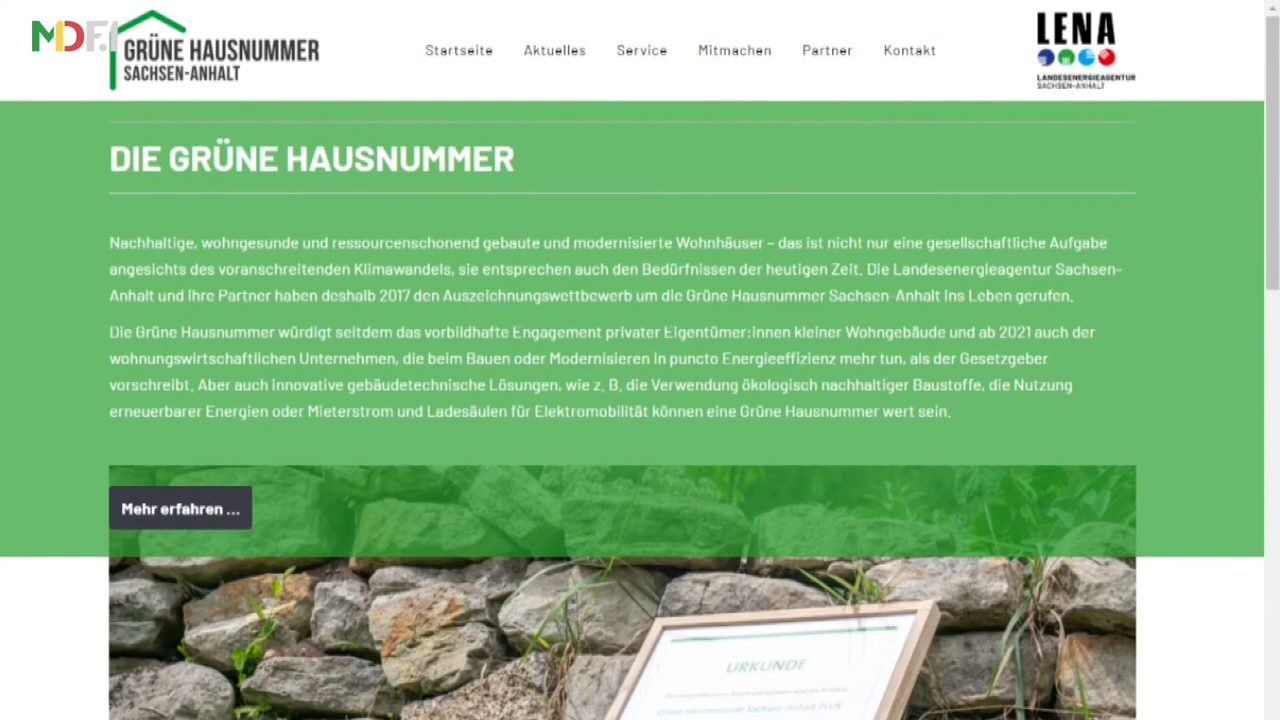 MDF.1
GRÜNE HAUSNUMMER
SACHSEN-ANHALT
Startseite Aktuelles Service Mitmachen Partner Kontakt
LENA
LANDESENERGIEAGENTUR
SACHSEN-ANHALT
DIE GRÜNE HAUSNUMMER
Nachhaltige, wohngesunde und ressourcenschonend gebaute und modernisierte Wohnhäuser – das ist nicht nur eine gesellschaftliche Aufgabe
angesichts des voranschreitenden Klimawandels, sie entsprechen auch den Bedürfnissen der heutigen Zeit. Die Landesenergieagentur Sachsen-
Anhalt und ihre Partner haben deshalb 2017 den Auszeichnungswettbewerb um die Grüne Hausnummer Sachsen-Anhalt ins Leben gerufen.
Die Grüne Hausnummer würdigt seitdem das vorbildhafte Engagement privater Eigentümer:innen kleiner Wohngebäude und ab 2021 auch der
wohnungswirtschaftlichen Unternehmen, die beim Bauen oder Modernisieren in puncto Energieeffizienz mehr tun, als der Gesetzgeber
vorschreibt. Aber auch innovative gebäudetechnische Lösungen, wie z. B. die Verwendung ökologisch nachhaltiger Baustoffe, die Nutzung
erneuerbarer Energien oder Mieterstrom und Ladesäulen für Elektromobilität können eine Grüne Hausnummer wert sein.
Mehr erfahren ...
URKUNDE
Grüne Hausnummer Sachsen-Anhalt PLUS